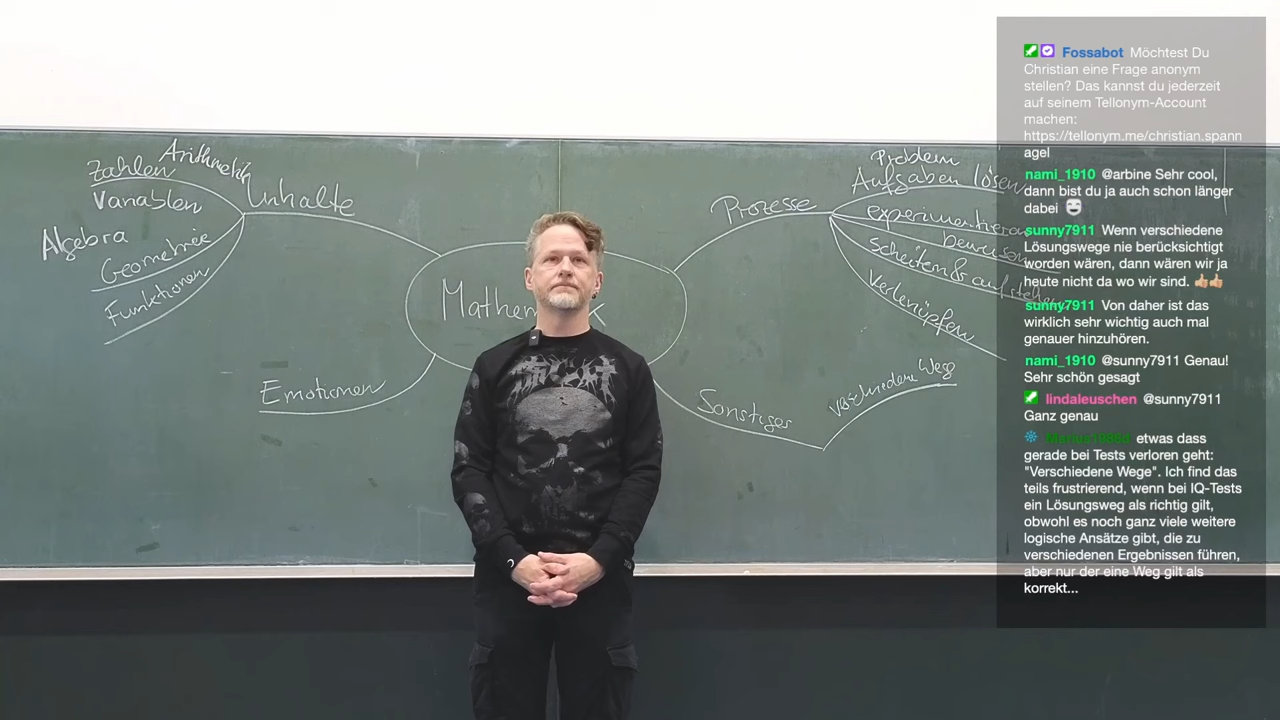 Zahlen
Arithmetik
Variablen
Inhalte
Algebra
Geometrie
Funktionen
Mathem
Emotionen
Prozesse
Problem
Aufgaben lösen
experimentieren
beweisen
Scheitern & aufstehen
Verknüpfen
Sonstiges
verschiedene Wege
Fossabot Möchtest Du
Christian eine Frage anonym
stellen? Das kannst du jederzeit
auf seinem Tellonym-Account
machen:
https://tellonym.me/christian.spann
agel
nami_1910 @arbine Sehr cool,
dann bist du ja auch schon länger
dabei
sunny7911 Wenn verschiedene
Lösungswege nie berücksichtigt
worden wären, dann wären wir ja
heute nicht da wo wir sind.
sunny7911 Von daher ist das
wirklich sehr wichtig auch mal
genauer hinzuhören.
nami_1910 @sunny7911 Genau!
Sehr schön gesagt
lindaleuschen @sunny7911
Ganz genau
etwas dass
gerade bei Tests verloren geht:
"Verschiedene Wege". Ich find das
teils frustrierend, wenn bei IQ-Tests
ein Lösungsweg als richtig gilt,
obwohl es noch ganz viele weitere
logische Ansätze gibt, die zu
verschiedenen Ergebnissen führen,
aber nur der eine Weg gilt als
korrekt...